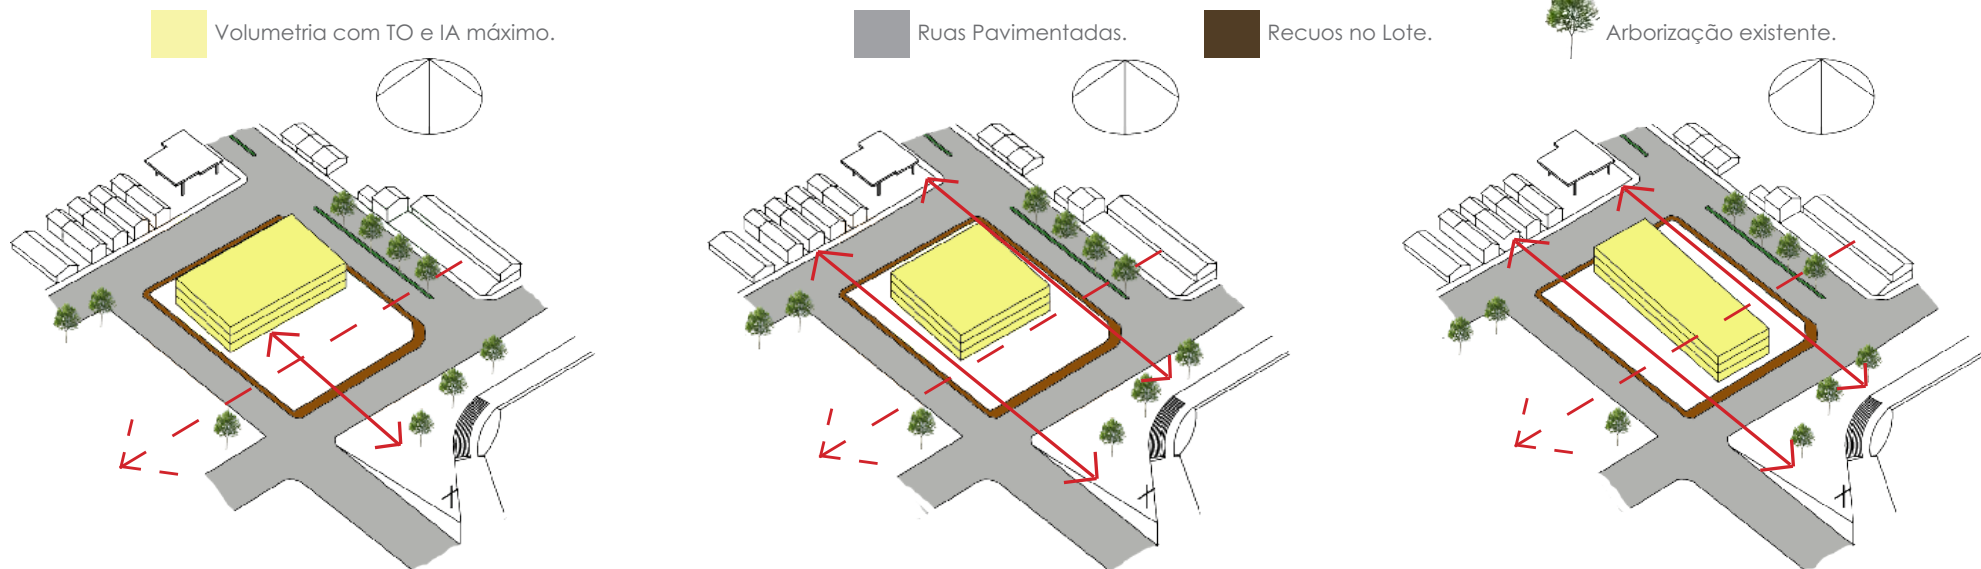 Volumetria com TO e IA máximo.
Ruas Pavimentadas.
Recuos no Lote.
Arborização existente.